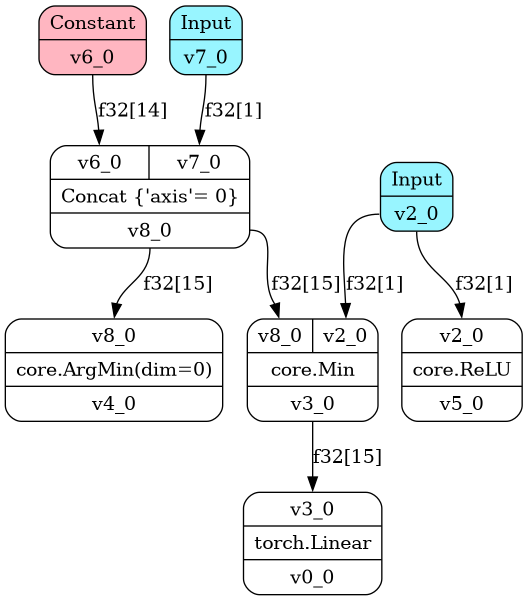 Constant
v6_0
Input
v7_0
f32[14]
f32[1]
v6_0 v7_0
Concat {'axis'= 0}
v8_0
Input
v2_0
f32[15]
f32[15]
f32[1]
f32[1]
v8_0
core.ArgMin(dim=0)
v4_0
v8_0 v2_0
core.Min
v3_0
v2_0
core.ReLU
v5_0
f32[15]
v3_0
torch.Linear
v0_0